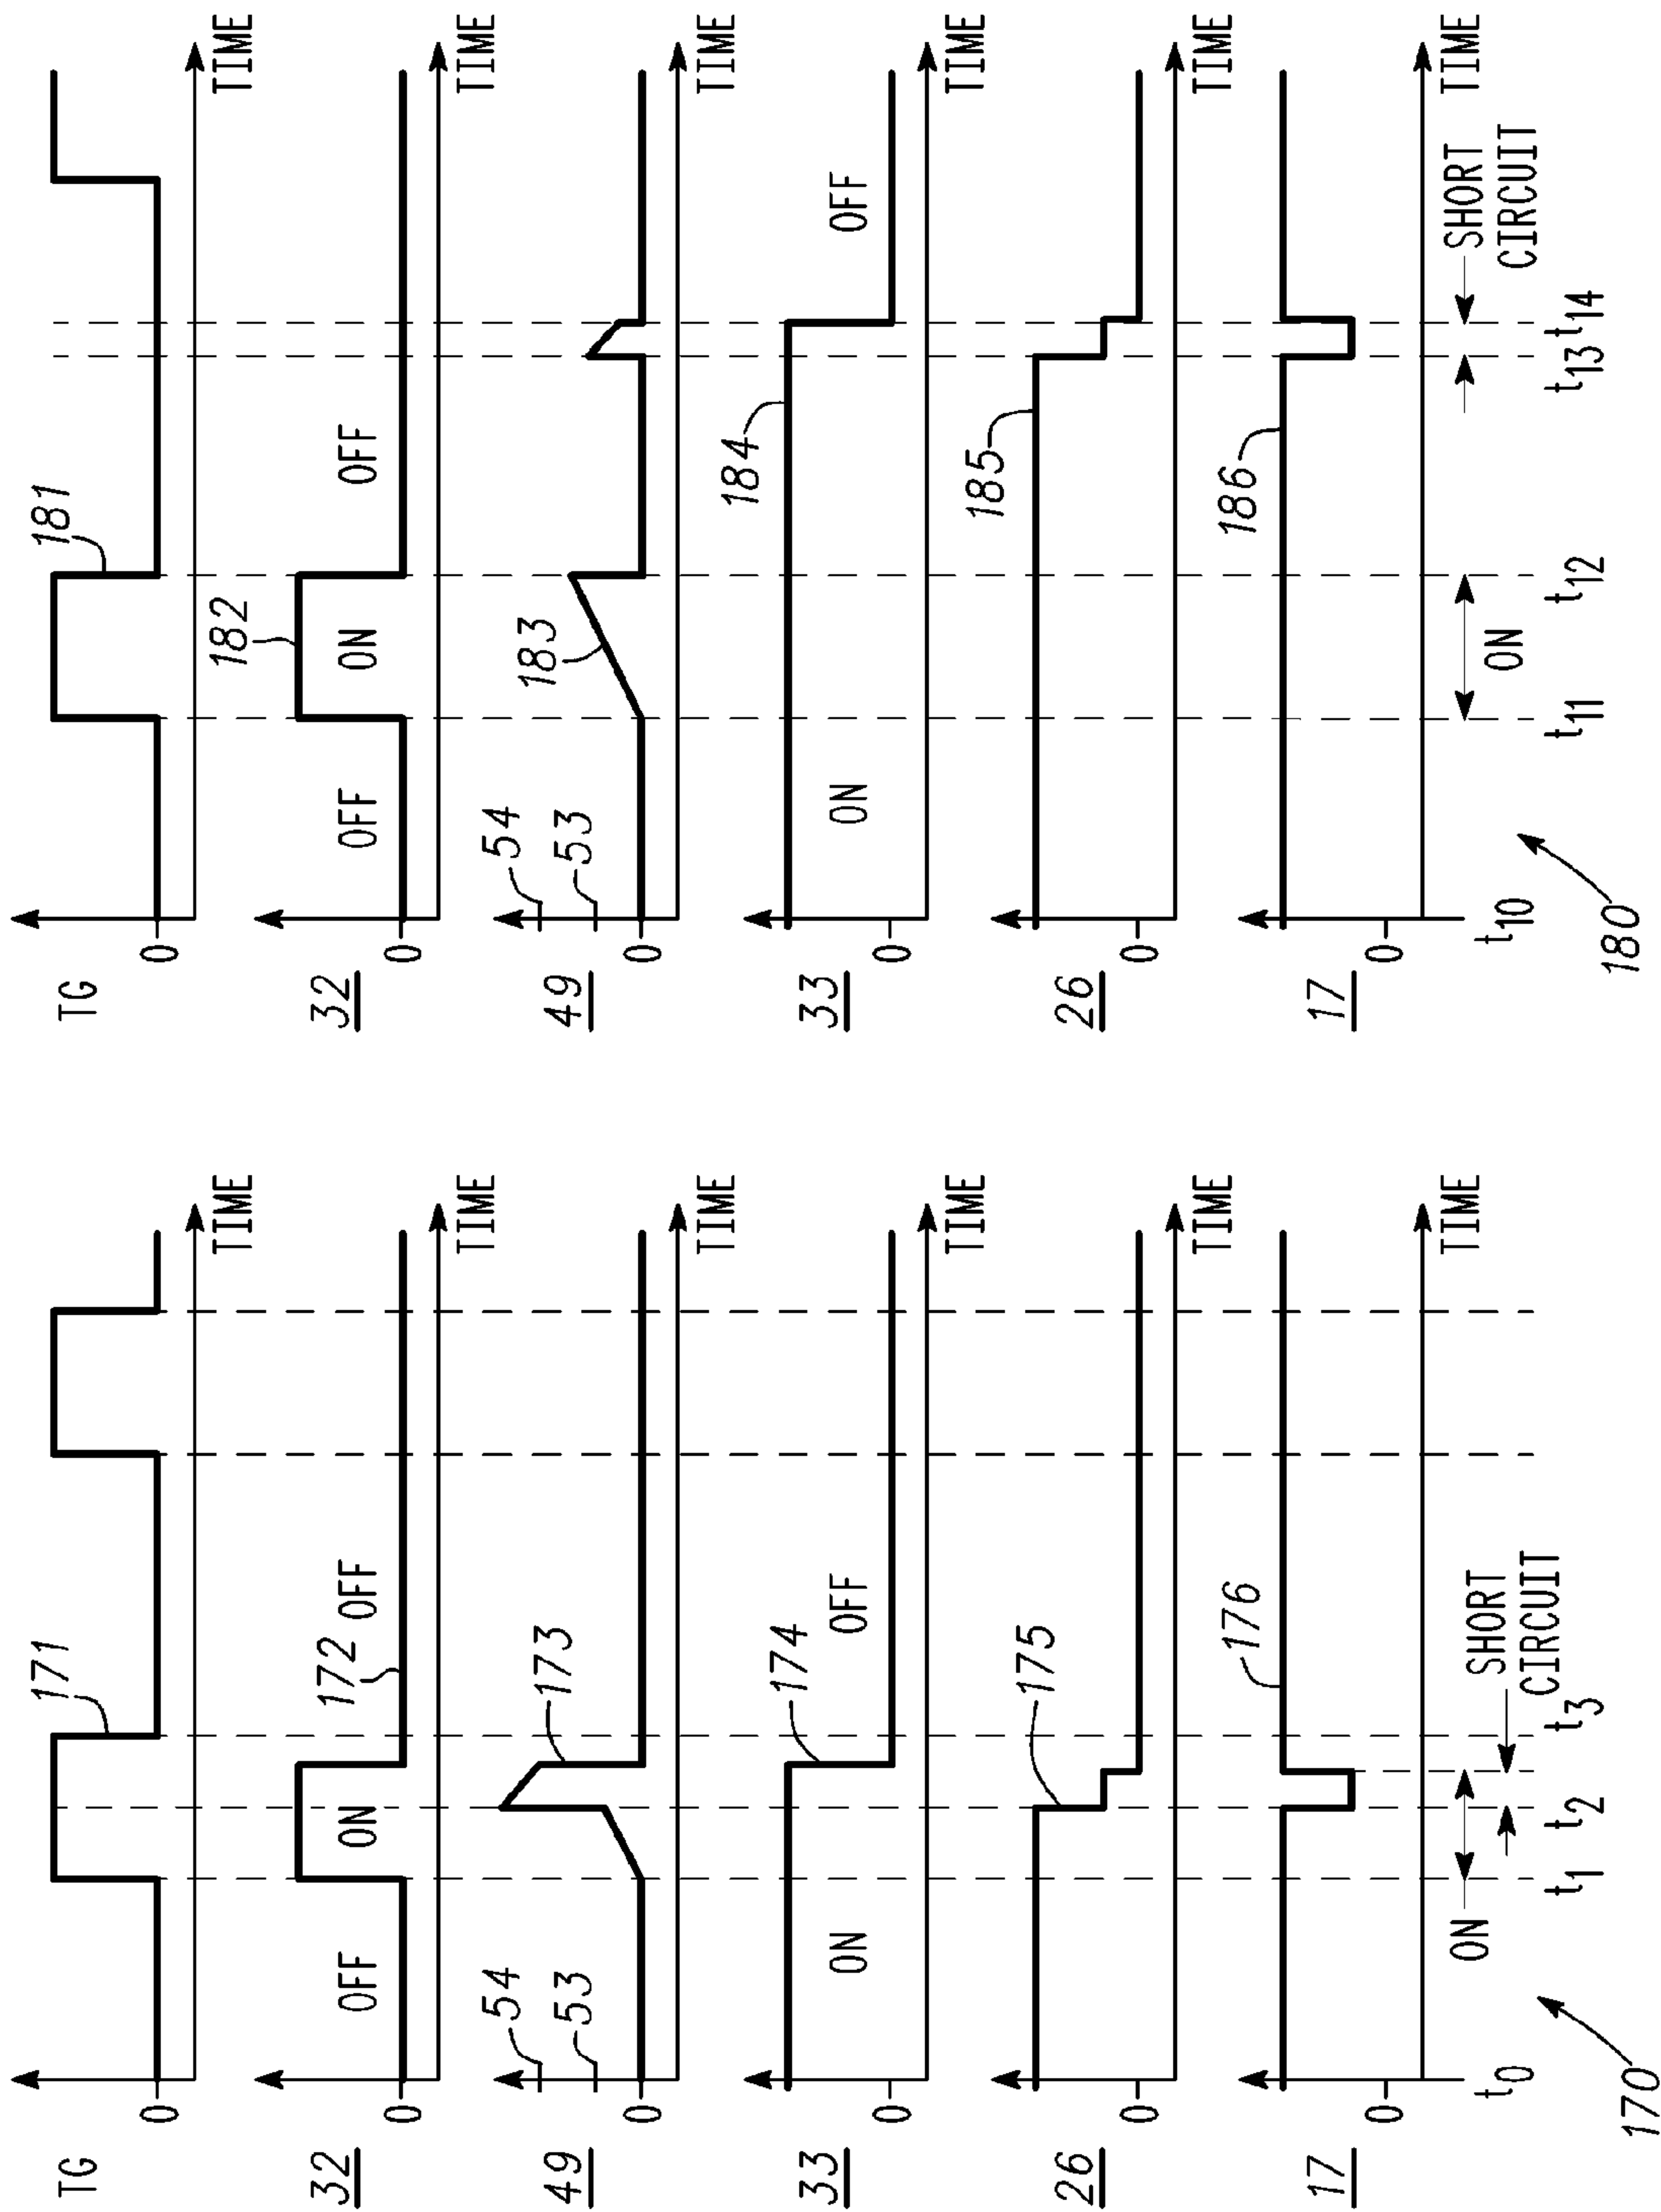 TG
0
171
TIME
32
0
OFF
ON
172
OFF
TIME
49
0
54
53
173
TIME
33
0
ON
174
OFF
TIME
26
0
175
TIME
17
0
176
TIME
ON
SHORT
CIRCUIT
t0
t1
t2
t3
170
TG
0
181
TIME
32
0
OFF
182
ON
OFF
TIME
49
0
54
53
183
TIME
33
0
ON
184
OFF
TIME
26
0
185
TIME
17
0
186
TIME
ON
SHORT
CIRCUIT
t10
t11
t12
t13
t14
180